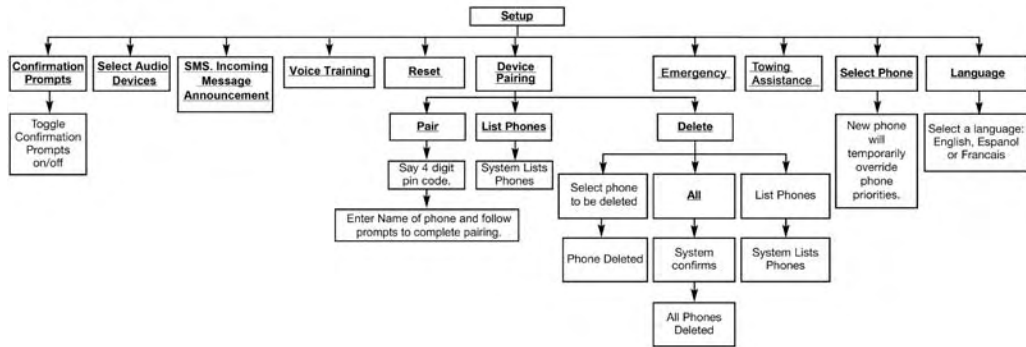 Setup
Confirmation
Prompts
Select Audio
Devices
SMS. Incoming
Message
Announcement
Voice Training
Reset
Device
Pairing
Emergency
Towing
Assistance
Select Phone
Language
Toggle
Confirmation
Prompts
on/off
Pair
List Phones
Delete
New phone
will
temporarily
override
phone
priorities.
Select a language:
English, Espanol
or Francais
Say 4 digit
pin code.
System Lists
Phones
Select phone
to be deleted
All
List Phones
Enter Name of phone and follow
prompts to complete pairing.
Phone Deleted
System
confirms
System Lists
Phones
All Phones
Deleted